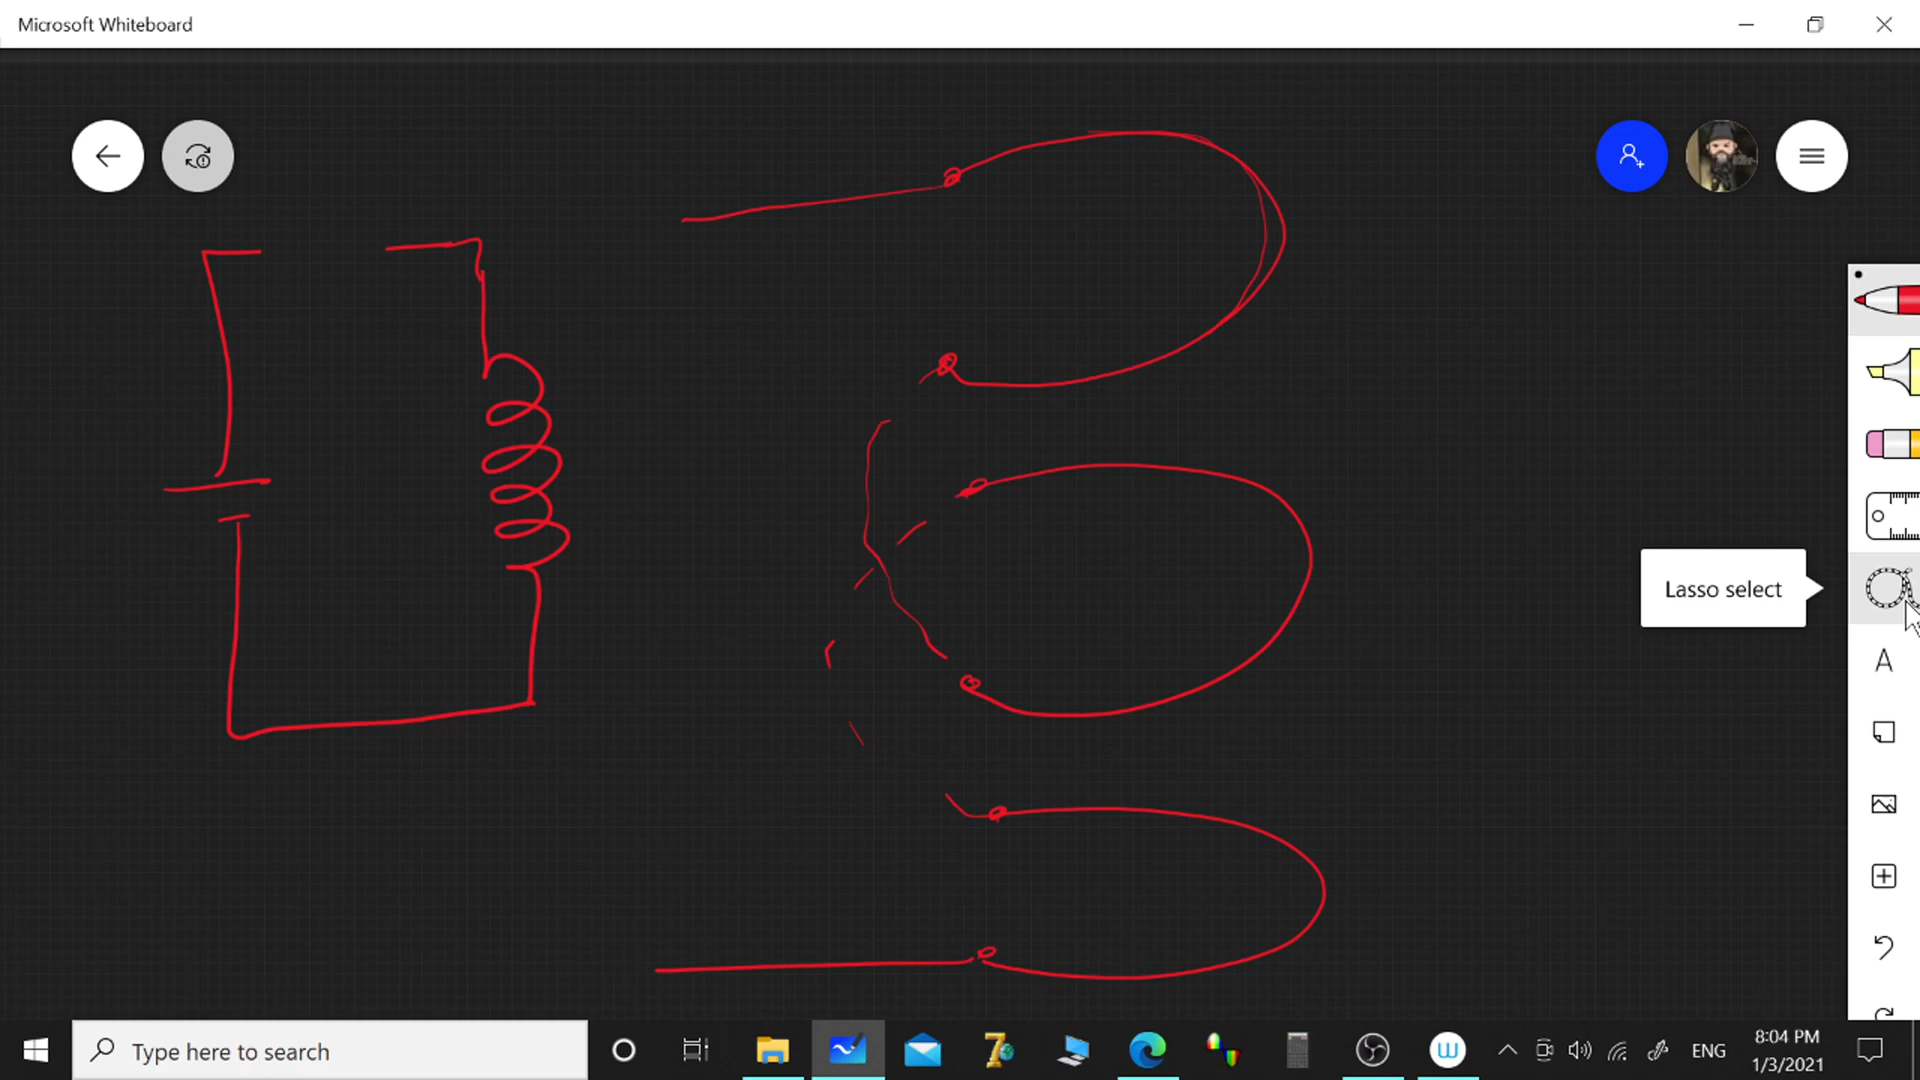 Microsoft Whiteboard
Lasso select
A
Type here to search
ENG
8:04 PM
1/3/2021